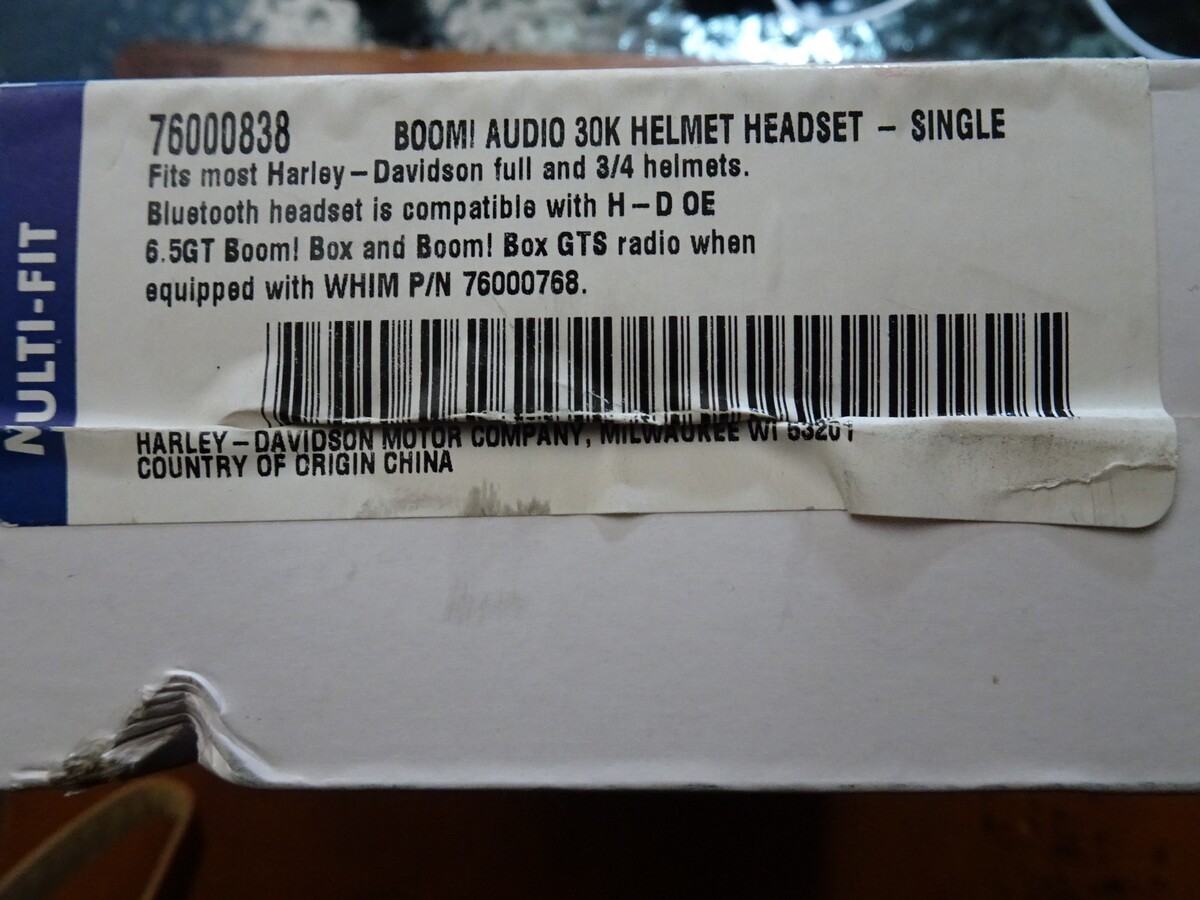 MULTI-FIT
76000838 BOOM! AUDIO 30K HELMET HEADSET – SINGLE
Fits most Harley–Davidson full and 3/4 helmets.
Bluetooth headset is compatible with H–D OE
6.5GT Boom! Box and Boom! Box GTS radio when
equipped with WHIM P/N 76000768.
HARLEY–DAVIDSON MOTOR COMPANY, MILWAUKEE WI 53201
COUNTRY OF ORIGIN CHINA